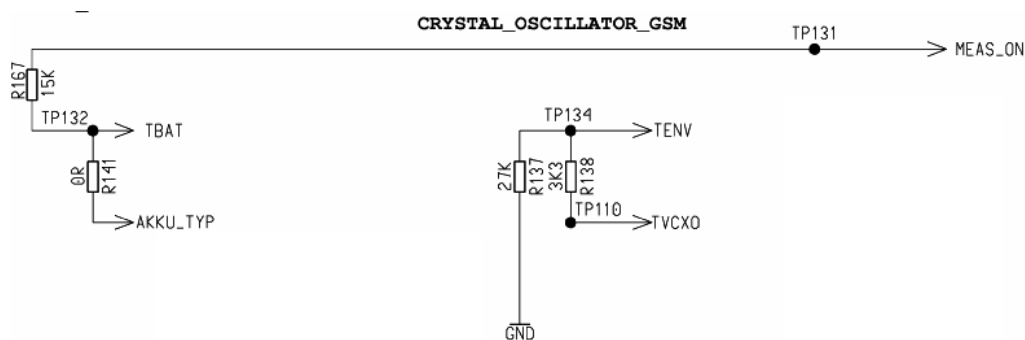 CRYSTAL_OSCILLATOR_GSM
TP131
MEAS_ON
R167
15K
TP132
TBAT
TP134
TENV
0R
R141
27K
R137
3K3
R138
TP110
AKKU_TYP
TVCXO
GND